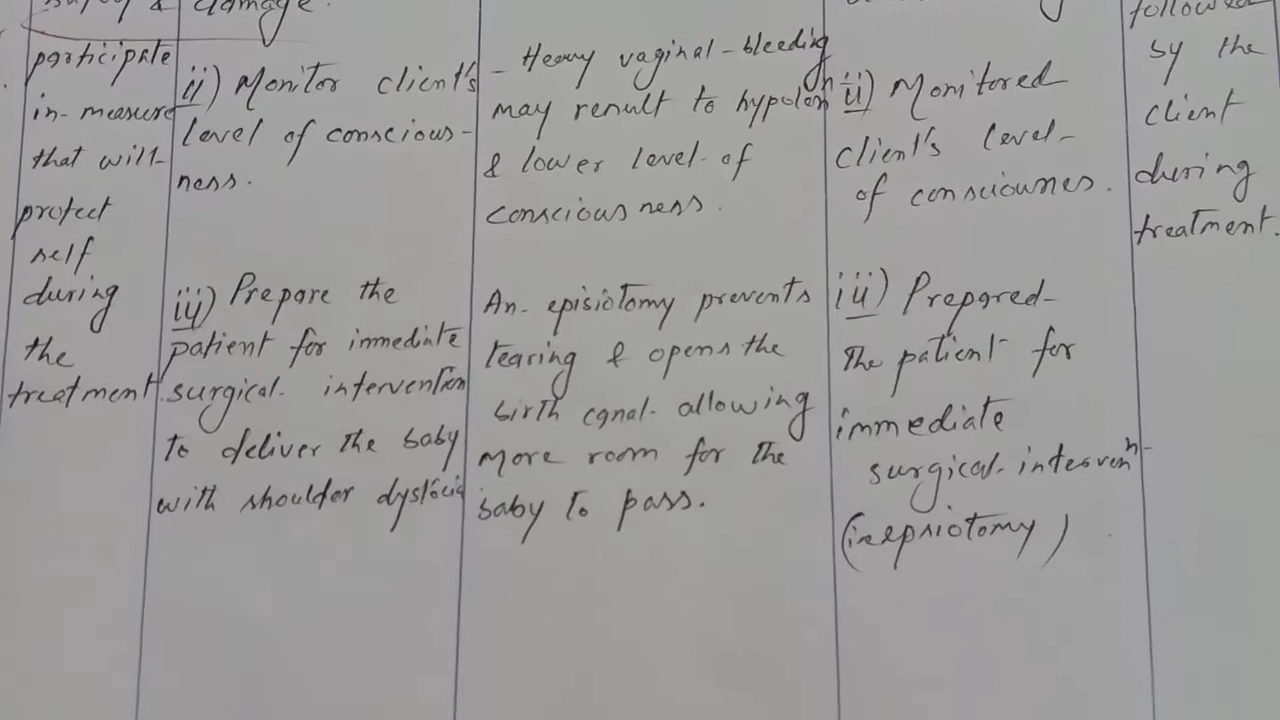 damage.
participate
in-measure
that will
protect
self
during
the
treatment.
ii) Monitor client's
level of conscious-
ness.
iii) Prepare the
patient for immediate
surgical intervention
to deliver the baby
with shoulder dystocia
- Heavy vaginal-bleeding
may result to hypoten
& lower level of
consciousness.
An episiotomy prevents
tearing & opens the
birth canal allowing
more room for the
baby to pass.
ii) Monitored
client's level
of consciounes.
iii) Prepared
The patient for
immediate
surgical interven^n
followed
by the
client
during
treatment.